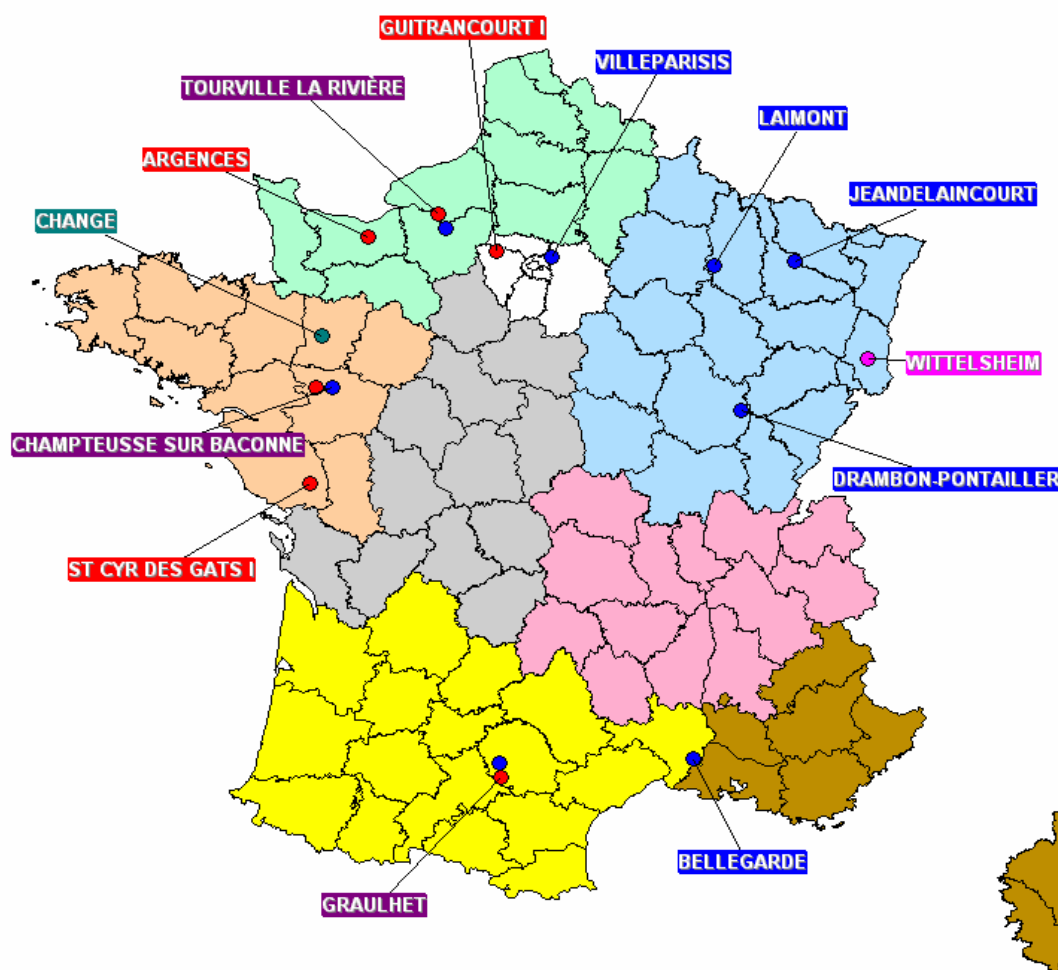 GUITRANCOURT I
VILLEPARISIS
TOURVILLE LA RIVIÈRE
LAIMONT
ARGENCES
JEANDELAINCOURT
CHANGE
WITTELSHEIM
CHAMPTEUSSE SUR BACONNE
DRAMBON-PONTAILLER
ST CYR DES GATS I
BELLEGARDE
GRAULHET